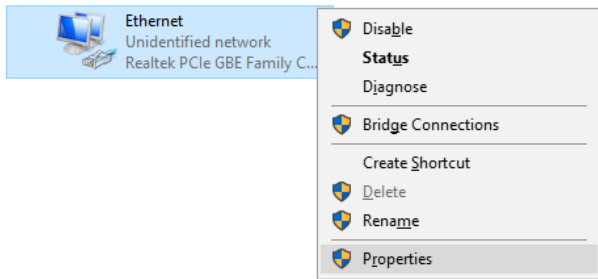 Ethernet
Unidentified network
Realtek PCIe GBE Family C...
Disable
Status
Diagnose
Bridge Connections
Create Shortcut
Delete
Rename
Properties